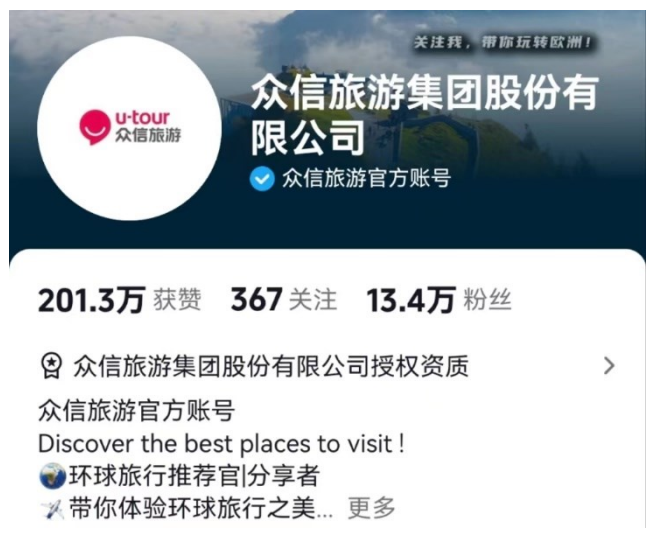 关注我，带你玩转欧洲！
u-tour
众信旅游
众信旅游集团股份有
限公司
众信旅游官方账号
201.3万 获赞 367 关注 13.4万 粉丝
众信旅游集团股份有限公司授权资质
众信旅游官方账号
Discover the best places to visit !
🌍环球旅行推荐官|分享者
✈️带你体验环球旅行之美... 更多